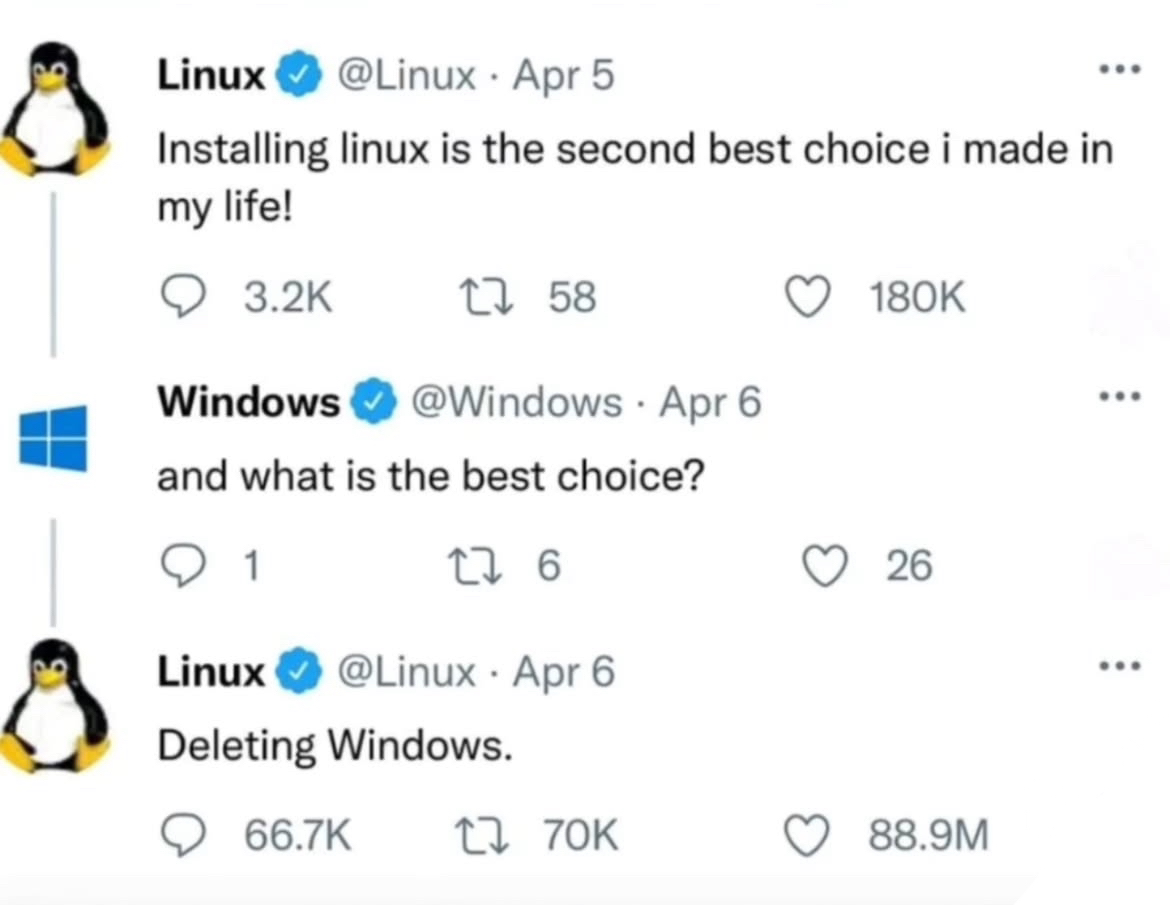 Linux @Linux · Apr 5
Installing linux is the second best choice i made in
my life!
3.2K 58 180K
Windows @Windows · Apr 6
and what is the best choice?
1 6 26
Linux @Linux · Apr 6
Deleting Windows.
66.7K 70K 88.9M